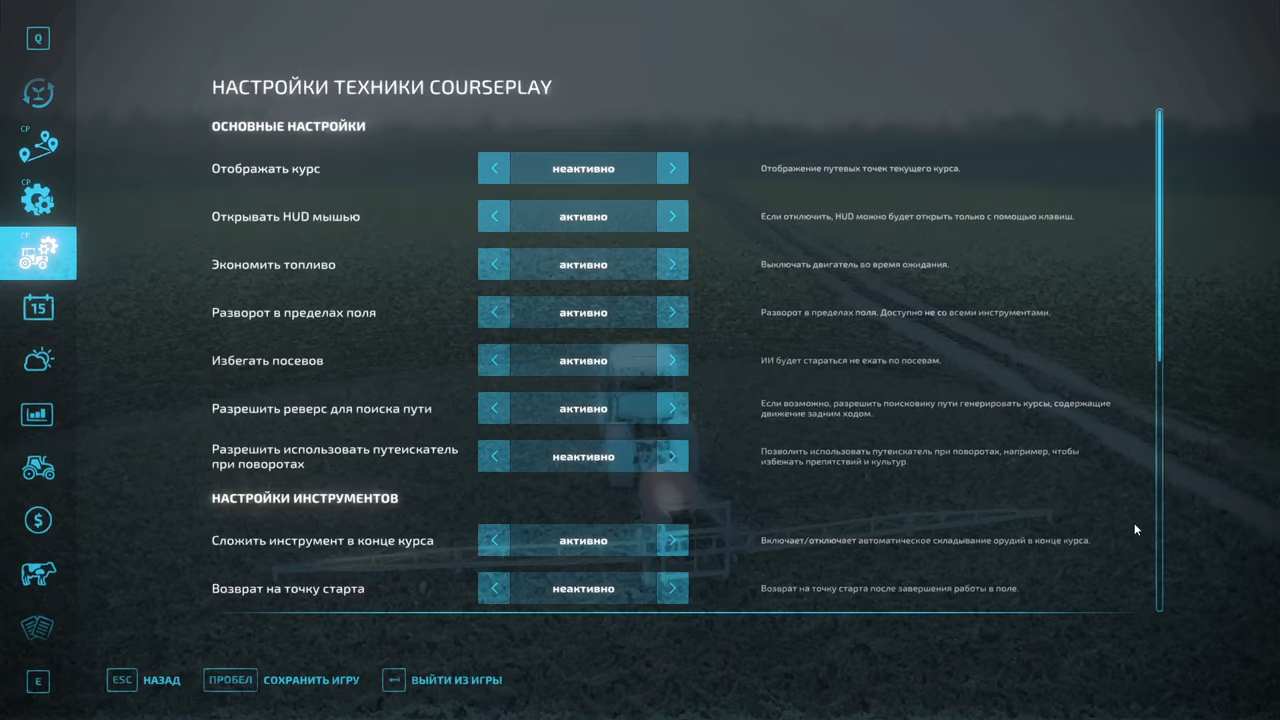 Q
НАСТРОЙКИ ТЕХНИКИ COURSEPLAY
ОСНОВНЫЕ НАСТРОЙКИ
CP
Отображать курс
неактивно
Отображение путевых точек текущего курса.
CP
Открывать HUD мышью
активно
Если отключить, HUD можно будет открыть только с помощью клавиш.
CP
Экономить топливо
активно
Выключать двигатель во время ожидания.
15
Разворот в пределах поля
активно
Разворот в пределах поля. Доступно не со всеми инструментами.
Избегать посевов
активно
ИИ будет стараться не ехать по посевам.
Разрешить реверс для поиска пути
активно
Если возможно, разрешить поисковику пути генерировать курсы, содержащие
движение задним ходом.
Разрешить использовать путеискатель
при поворотах
неактивно
Позволить использовать путеискатель при поворотах, например, чтобы
избежать препятствий и культур.
НАСТРОЙКИ ИНСТРУМЕНТОВ
$
Сложить инструмент в конце курса
активно
Включает/отключает автоматическое складывание орудий в конце курса.
Возврат на точку старта
неактивно
Возврат на точку старта после завершения работы в поле.
E
ESC НАЗАД
ПРОБЕЛ СОХРАНИТЬ ИГРУ
ВЫЙТИ ИЗ ИГРЫ